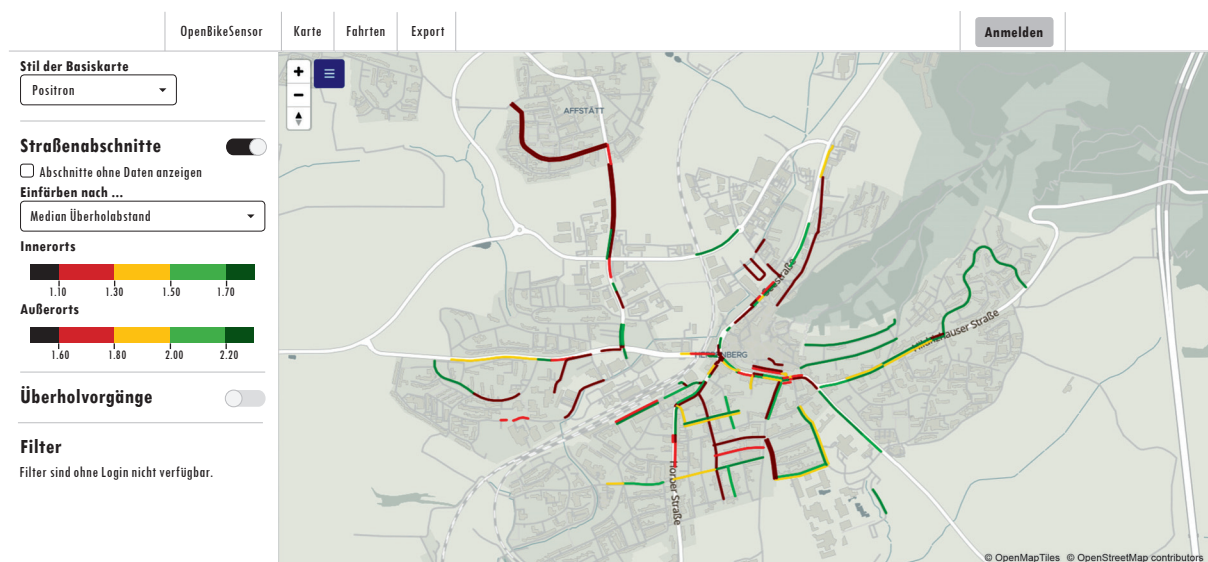 OpenBikeSensor
Karte
Fahrten
Export
Anmelden
Stil der Basiskarte
Positron
Straßenabschnitte
Abschnitte ohne Daten anzeigen
Einfärben nach ...
Median Überholabstand
Innerorts
1.10 1.30 1.50 1.70
Außerorts
1.60 1.80 2.00 2.20
Überholvorgänge
Filter
Filter sind ohne Login nicht verfügbar.
AFFSTÄTT
HERRENBERG
Horber Straße
© OpenMapTiles © OpenStreetMap contributors